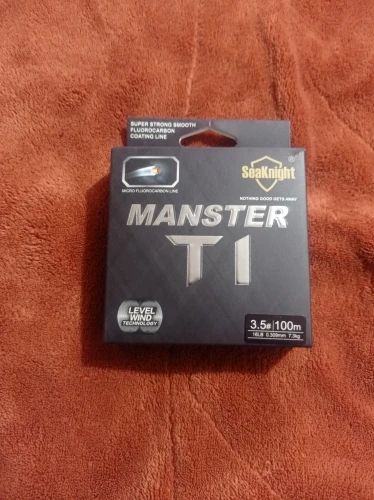 SUPER STRONG SMOOTH
FLUOROCARBON
COATING LINE
MICRO FLUOROCARBON LINE
SeaKnight®
NOTHING GOOD GETS AWAY
MANSTER
T1
LEVEL
WIND
TECHNOLOGY
3.5# 100m
16LB 0.309mm 7.3kg